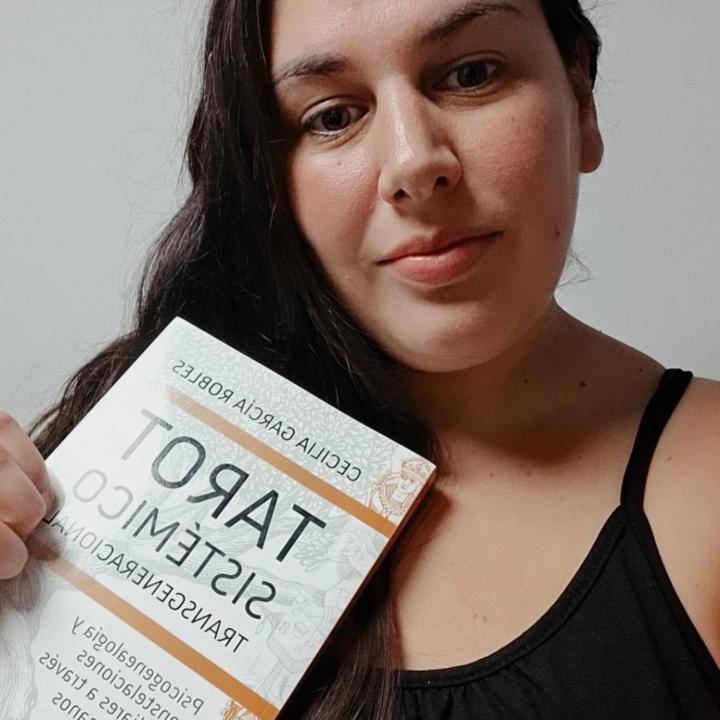 CECILIA GARCÍA ROBLES
TAROT
SISTÉMICO
TRANSGENERACIONAL
Psicogenealogía y